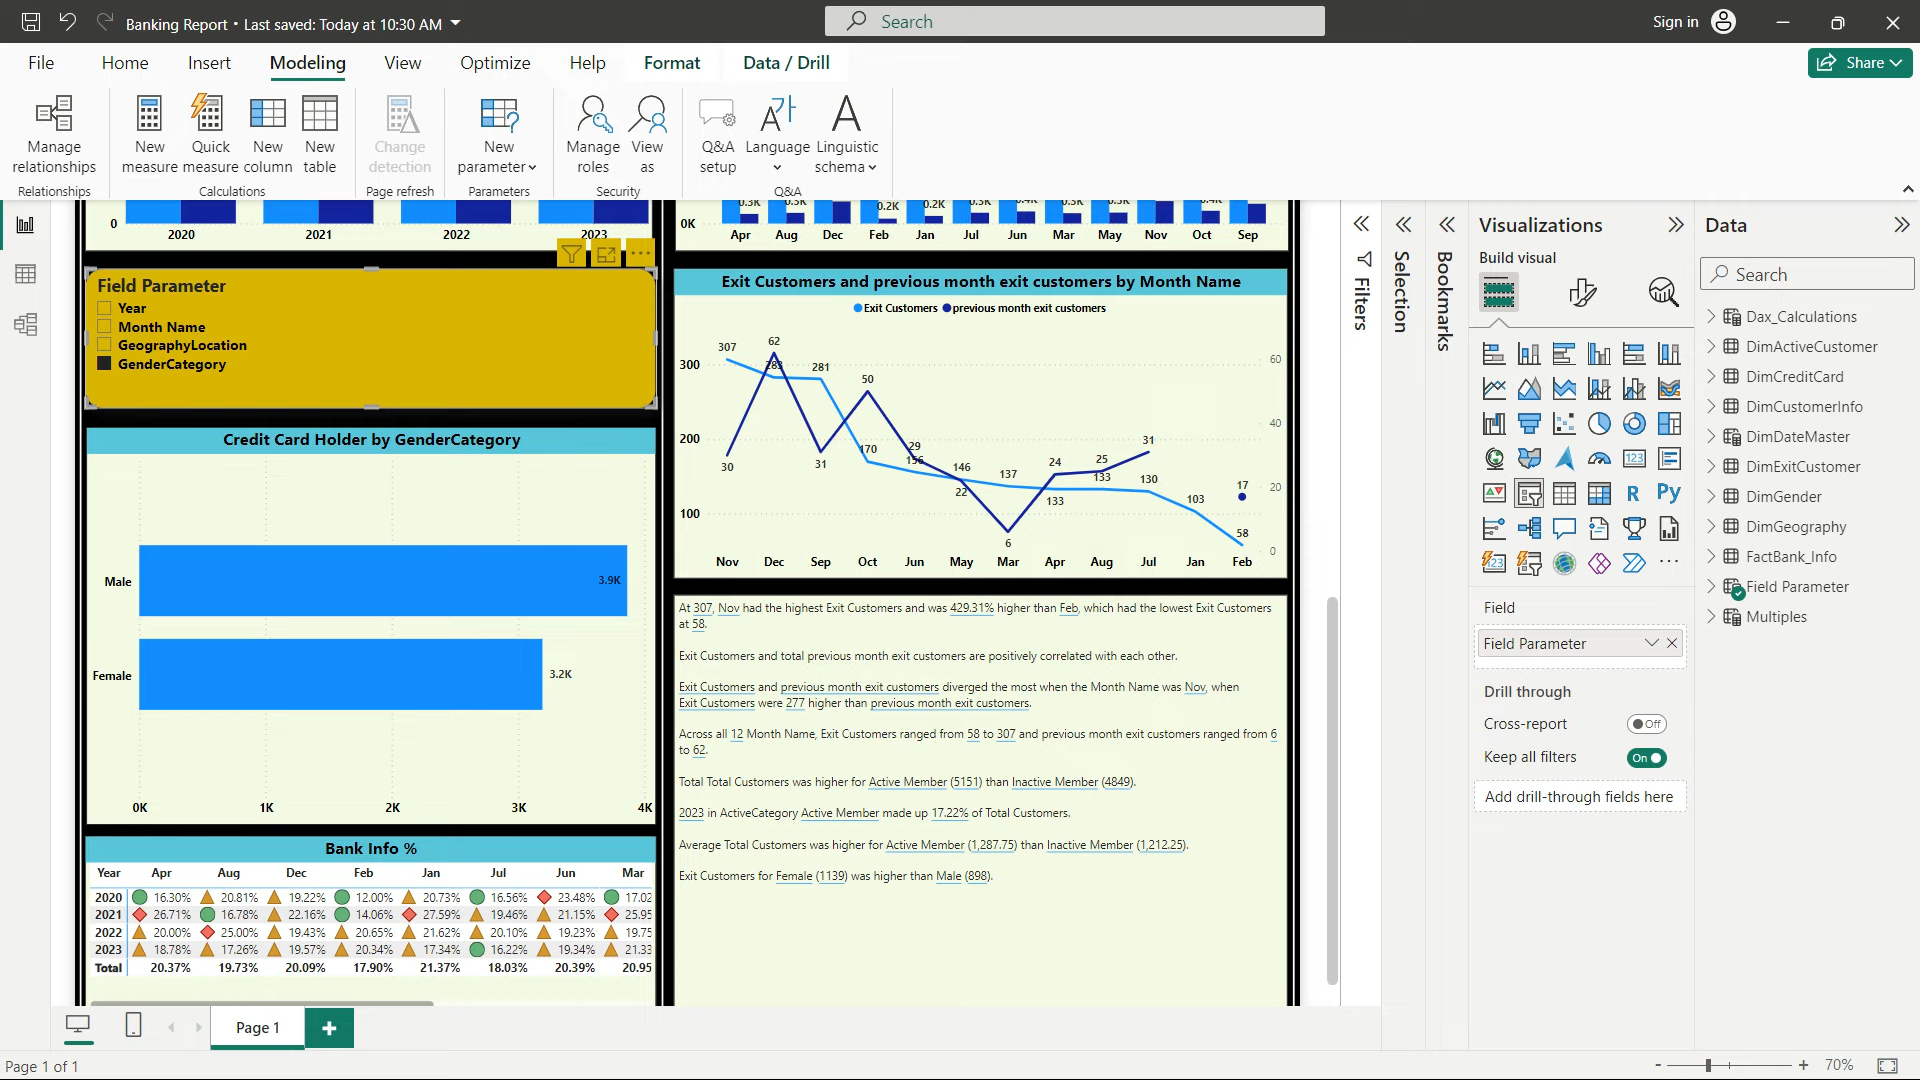 Banking Report • Last saved: Today at 10:30 AM
Search
Sign in
File
Home
Insert
Modeling
View
Optimize
Help
Format
Data / Drill
Share
Manage relationships
New measure
Quick measure
New column
New table
Change detection
New parameter
Manage roles
View as
Q&A setup
Language
Linguistic schema
Relationships
Calculations
Page refresh
Parameters
Security
Q&A
0
2020 2021 2022 2023
0K
0.2K 0.2K
Apr Aug Dec Feb Jan Jul Jun Mar May Nov Oct Sep
Field Parameter
Year
Month Name
GeographyLocation
GenderCategory
Credit Card Holder by GenderCategory
Male
3.9K
Female
3.2K
0K 1K 2K 3K 4K
Bank Info %
Year Apr Aug Dec Feb Jan Jul Jun Mar
2020 16.30% 20.81% 19.22% 12.00% 20.73% 16.56% 23.48% 17.02
2021 26.71% 16.78% 22.16% 14.06% 27.59% 19.46% 21.15% 25.95
2022 20.00% 25.00% 19.43% 20.65% 21.62% 20.10% 19.23% 19.75
2023 18.78% 17.26% 19.57% 20.34% 17.34% 16.22% 19.34% 21.33
Total 20.37% 19.73% 20.09% 17.90% 21.37% 18.03% 20.39% 20.95
Exit Customers and previous month exit customers by Month Name
Exit Customers previous month exit customers
300
200
100
60
40
20
0
307 283 281 170 156 146 137 133 133 130 103 58
30 62 31 50 29 22 6 24 25 31 17
Nov Dec Sep Oct Jun May Mar Apr Aug Jul Jan Feb
At 307, Nov had the highest Exit Customers and was 429.31% higher than Feb, which had the lowest Exit Customers
at 58.
Exit Customers and total previous month exit customers are positively correlated with each other.
Exit Customers and previous month exit customers diverged the most when the Month Name was Nov, when
Exit Customers were 277 higher than previous month exit customers.
Across all 12 Month Name, Exit Customers ranged from 58 to 307 and previous month exit customers ranged from 6
to 62.
Total Total Customers was higher for Active Member (5151) than Inactive Member (4849).
2023 in ActiveCategory Active Member made up 17.22% of Total Customers.
Average Total Customers was higher for Active Member (1,287.75) than Inactive Member (1,212.25).
Exit Customers for Female (1139) was higher than Male (898).
Filters
Selection
Bookmarks
Visualizations
Build visual
123
R
Py
123
Field
Field Parameter
Drill through
Cross-report
Off
Keep all filters
On
Add drill-through fields here
Data
Search
Dax_Calculations
DimActiveCustomer
DimCreditCard
DimCustomerInfo
DimDateMaster
DimExitCustomer
DimGender
DimGeography
FactBank_Info
Field Parameter
Multiples
Page 1
Page 1 of 1
- + 70%